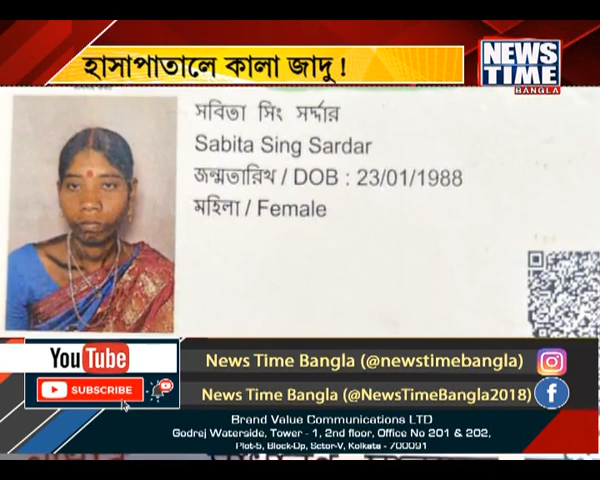 হাসপাতালে কালা জাদু !
NEWS
TIME
BANGLA
সবিতা সিং সর্দ্দার
Sabita Sing Sardar
জন্মতারিখ / DOB : 23/01/1988
মহিলা / Female
YouTube
SUBSCRIBE
News Time Bangla (@newstimebangla)
News Time Bangla (@NewsTimeBangla2018)
Brand Value Communications LTD
Godrej Waterside, Tower - 1, 2nd floor, Office No 201 & 202,
Plot-5, Block-Dp, Sctor-V, Kolkata - 700091